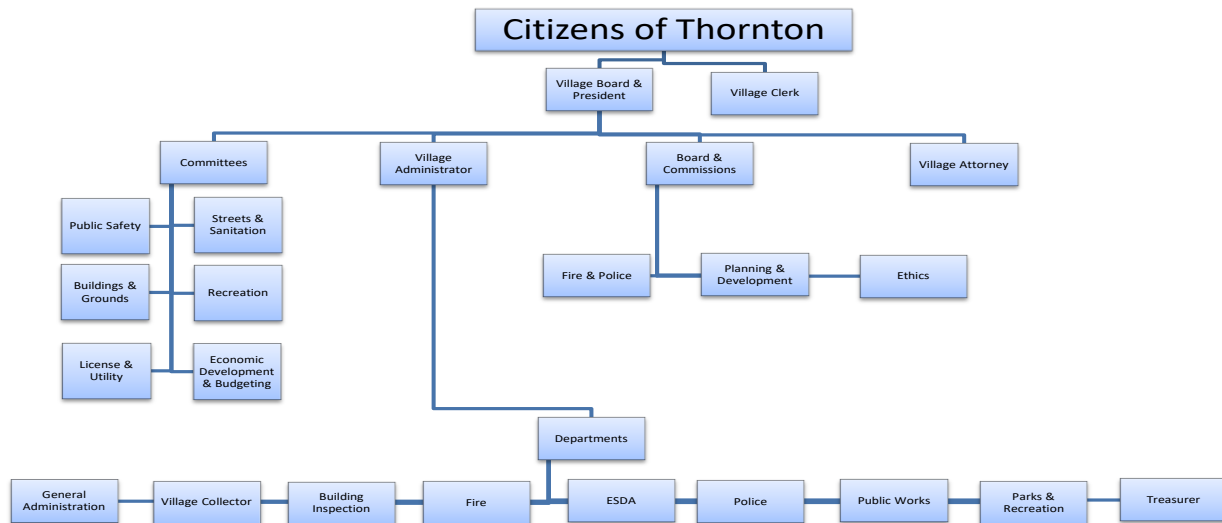 Citizens of Thornton
Village Board &
President
Village Clerk
Committees
Village
Administrator
Board &
Commissions
Village Attorney
Public Safety
Streets &
Sanitation
Buildings &
Grounds
Recreation
License &
Utility
Economic
Development
& Budgeting
Fire & Police
Planning &
Development
Ethics
Departments
General
Administration
Village Collector
Building
Inspection
Fire
ESDA
Police
Public Works
Parks &
Recreation
Treasurer